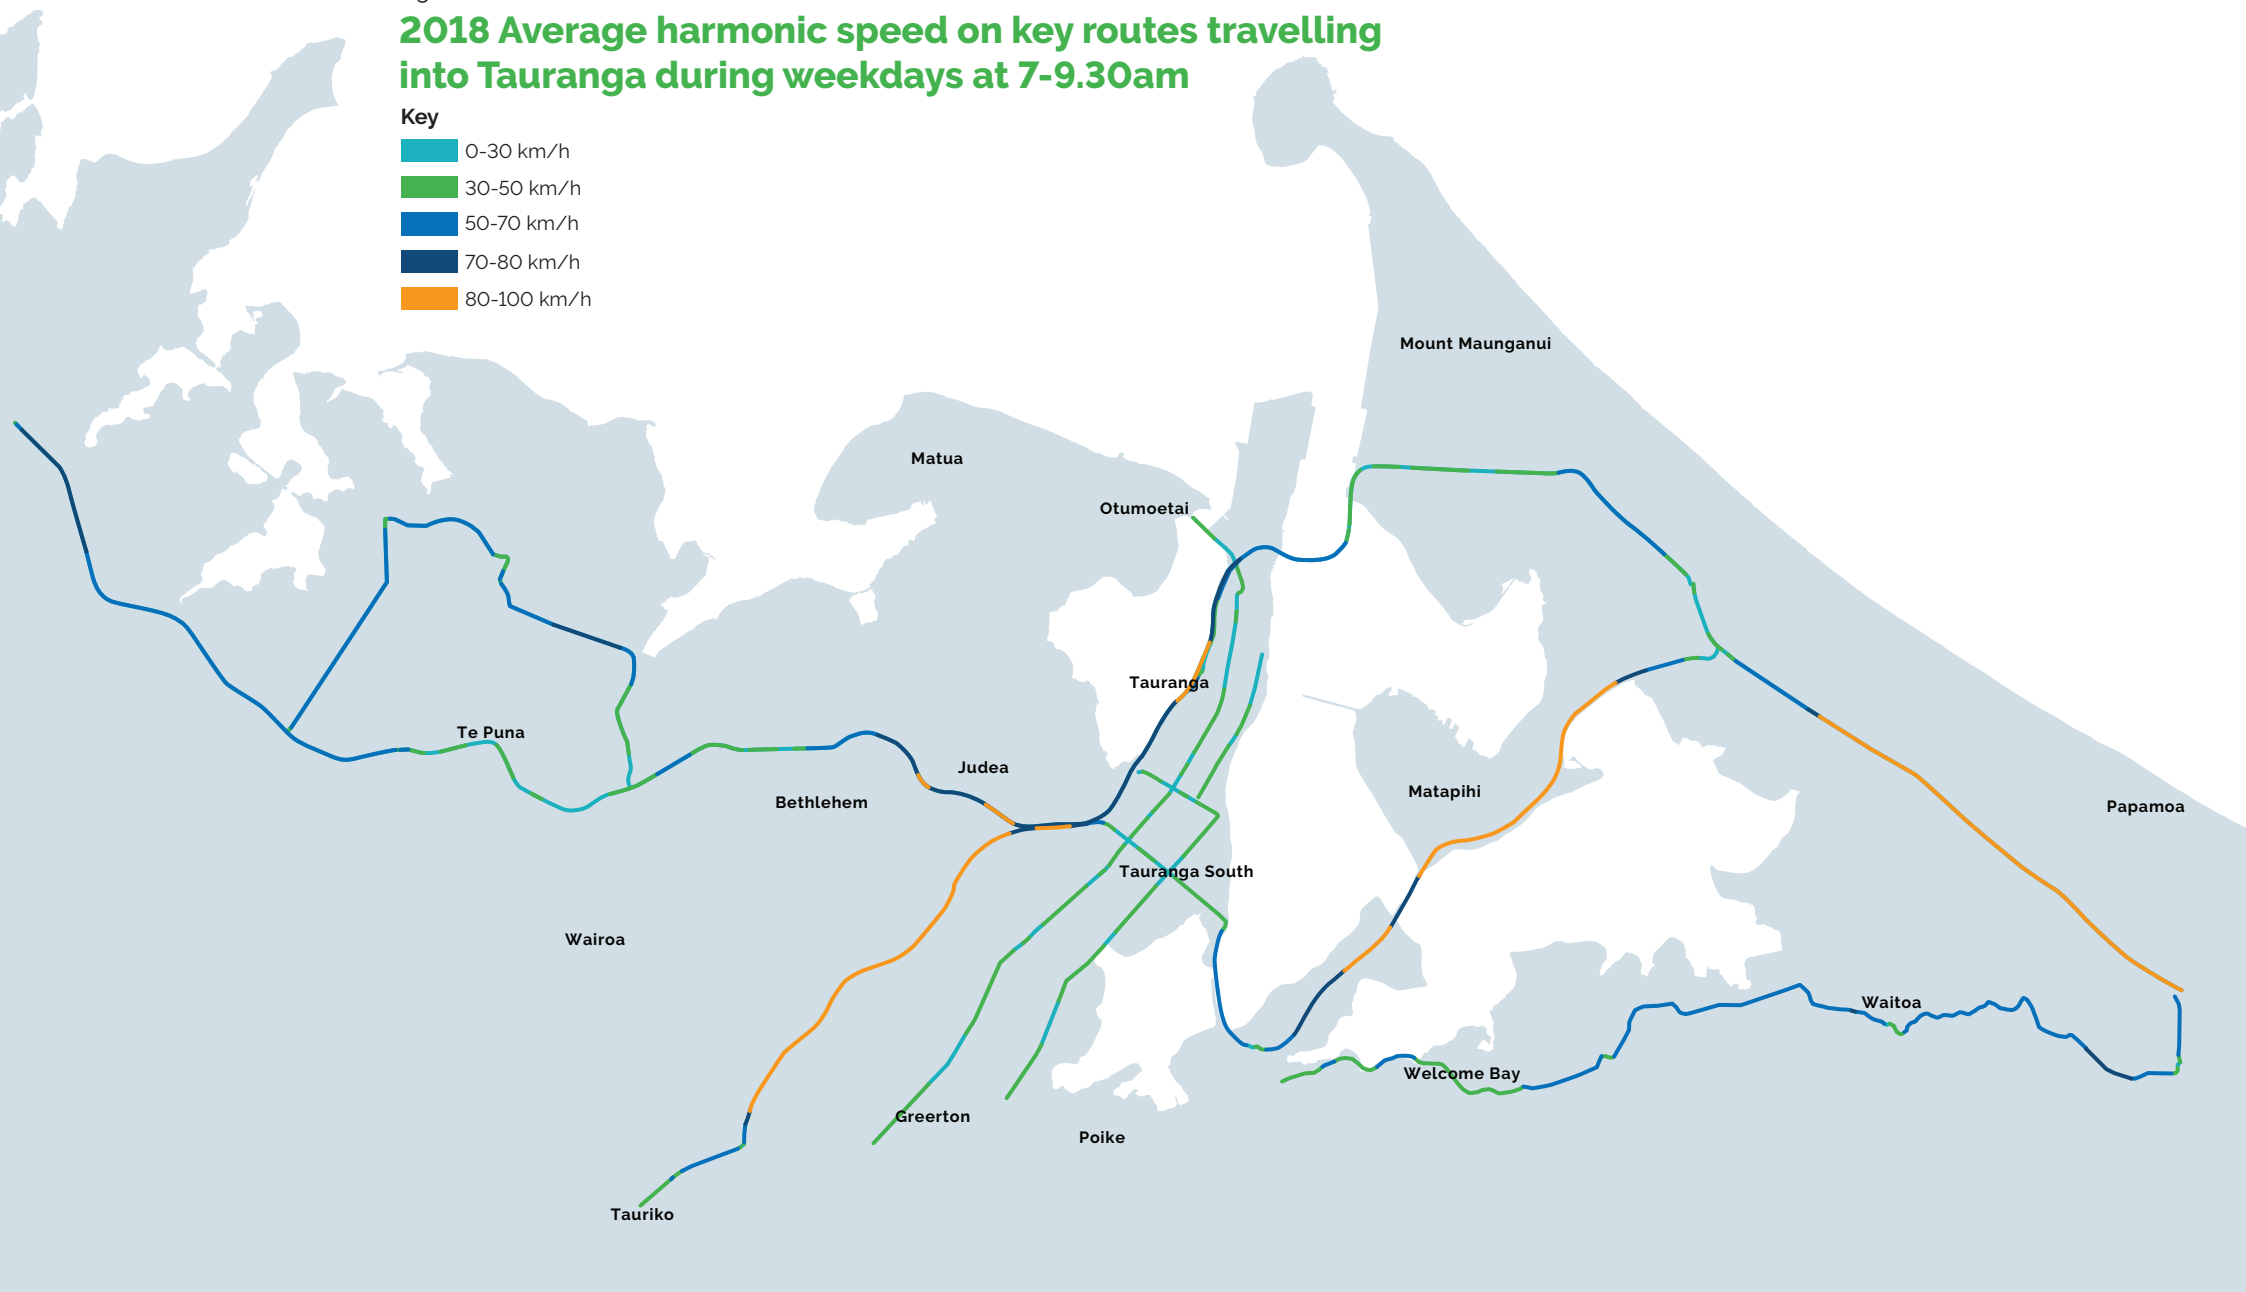 2018 Average harmonic speed on key routes travelling
into Tauranga during weekdays at 7-9.30am
Key
0-30 km/h
30-50 km/h
50-70 km/h
70-80 km/h
80-100 km/h
Mount Maunganui
Matua
Otumoetai
Tauranga
Te Puna
Judea
Bethlehem
Matapihi
Papamoa
Tauranga South
Wairoa
Waitoa
Welcome Bay
Greerton
Poike
Tauriko